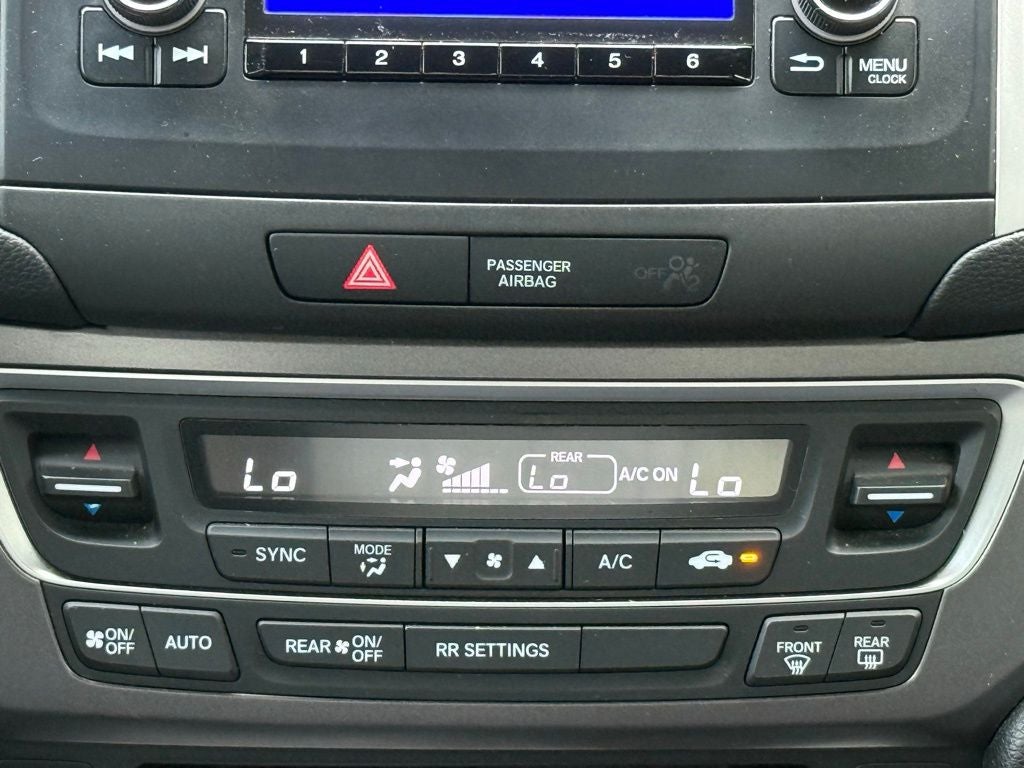 1 2 3 4 5 6
MENU
CLOCK
PASSENGER
AIRBAG
OFF
2
REAR
Lo Lo A/C ON Lo
SYNC
MODE
A/C
ON/
OFF
AUTO
REAR ON/
OFF
RR SETTINGS
FRONT
REAR